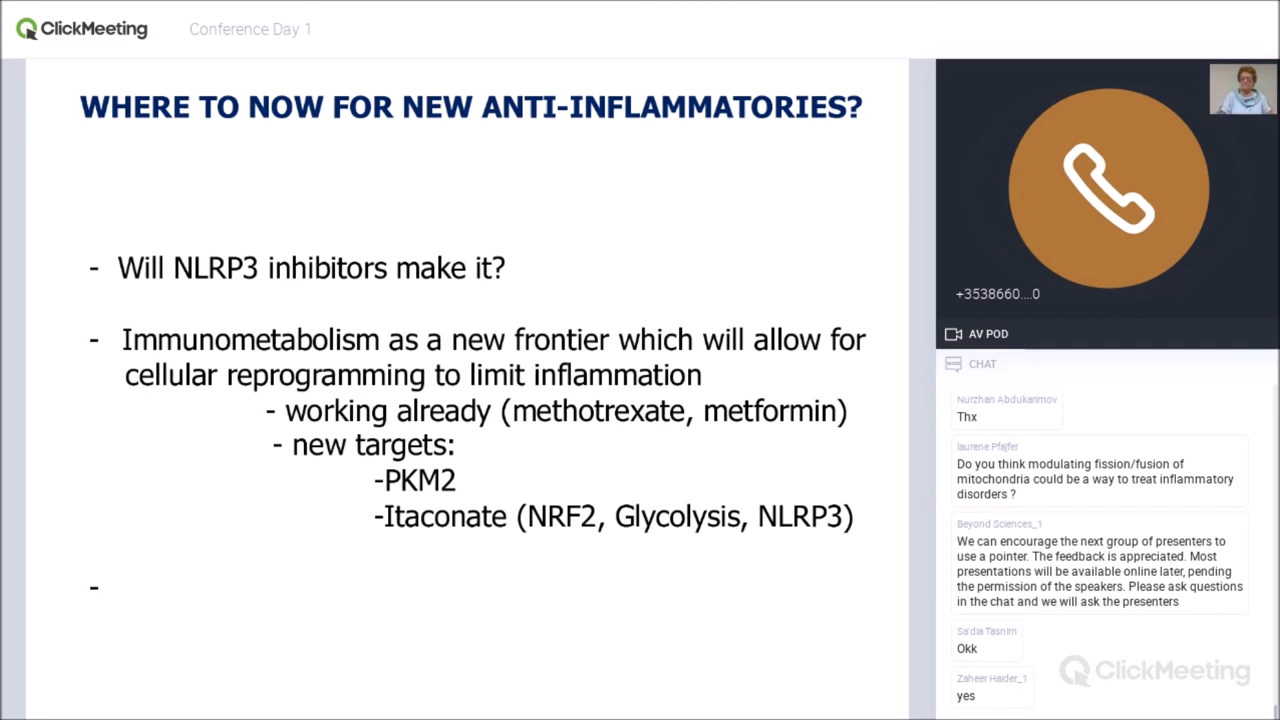 ClickMeeting
Conference Day 1
WHERE TO NOW FOR NEW ANTI-INFLAMMATORIES?
- Will NLRP3 inhibitors make it?
- Immunometabolism as a new frontier which will allow for
cellular reprogramming to limit inflammation
- working already (methotrexate, metformin)
- new targets:
-PKM2
-Itaconate (NRF2, Glycolysis, NLRP3)
-
+3538660....0
AV POD
CHAT
Nurzhan Abdukarimov
Thx
laurene Pfajfer
Do you think modulating fission/fusion of
mitochondria could be a way to treat inflammatory
disorders ?
Beyond Sciences_1
We can encourage the next group of presenters to
use a pointer. The feedback is appreciated. Most
presentations will be available online later, pending
the permission of the speakers. Please ask questions
in the chat and we will ask the presenters
Sa'dia Tasnim
Okk
Zaheer Haider_1
yes
ClickMeeting